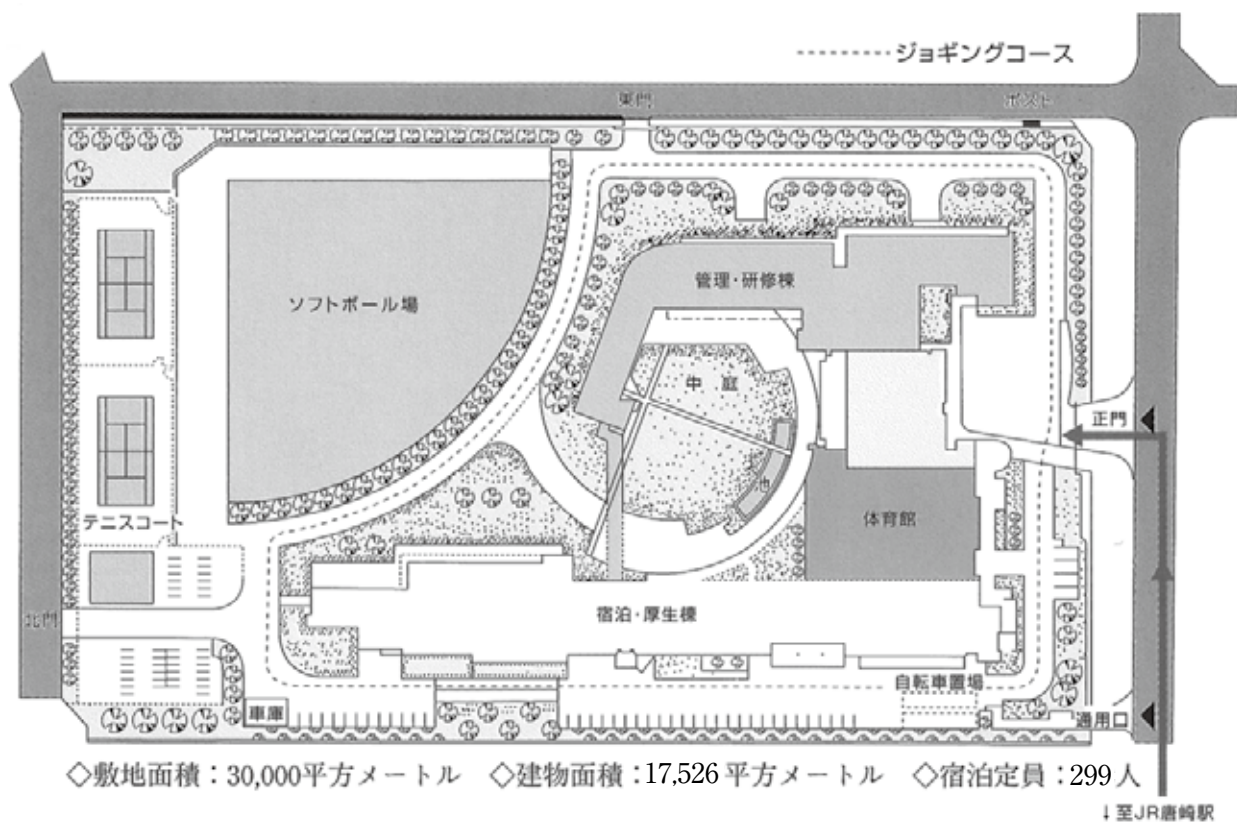 ジョギングコース
東門
ポスト
管理・研修棟
ソフトボール場
中庭
正門
池
体育館
テニスコート
宿泊・厚生棟
北門
自転車置場
車庫
通用口
◇敷地面積：30,000平方メートル ◇建物面積：17,526平方メートル ◇宿泊定員：299人
↓至JR唐崎駅